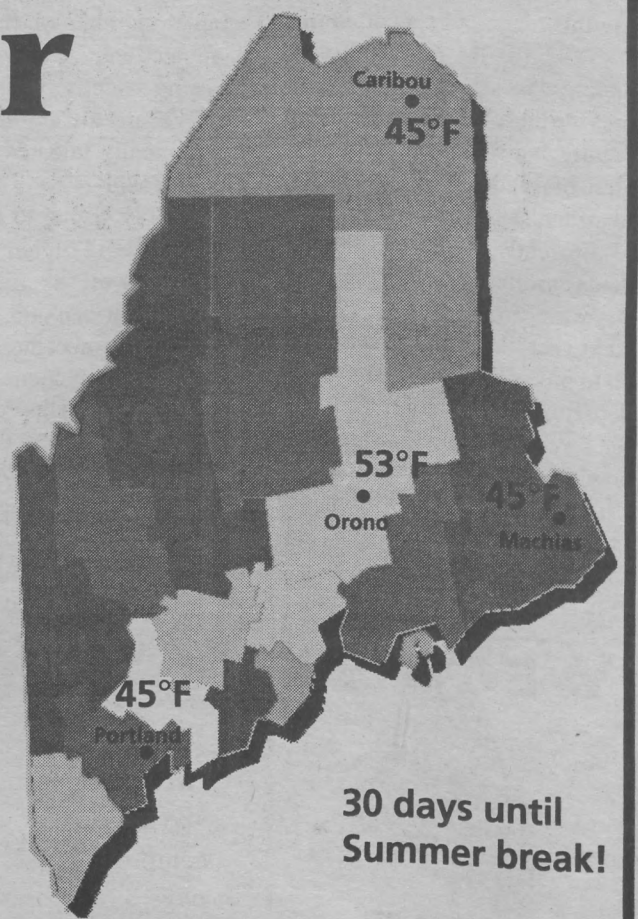 r
Caribou
45°F
53°F
Orono
45°F
Machias
45°F
Portland
30 days until
Summer break!